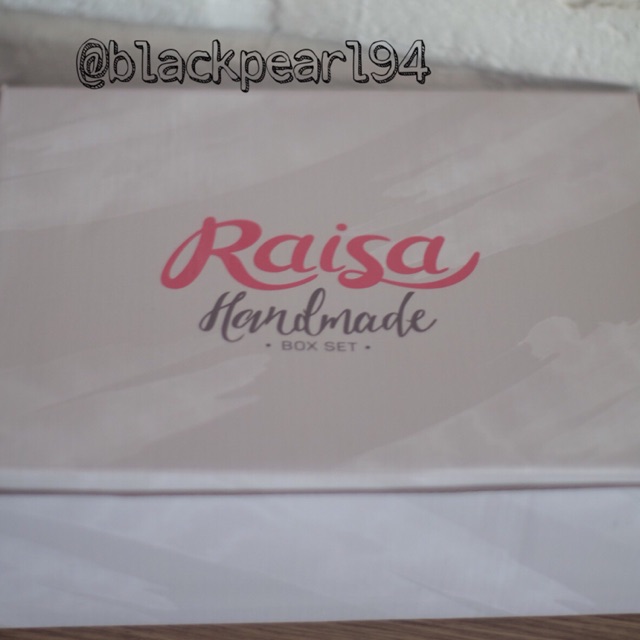 @blackpearl94
Raisa
Handmade
• BOX SET •